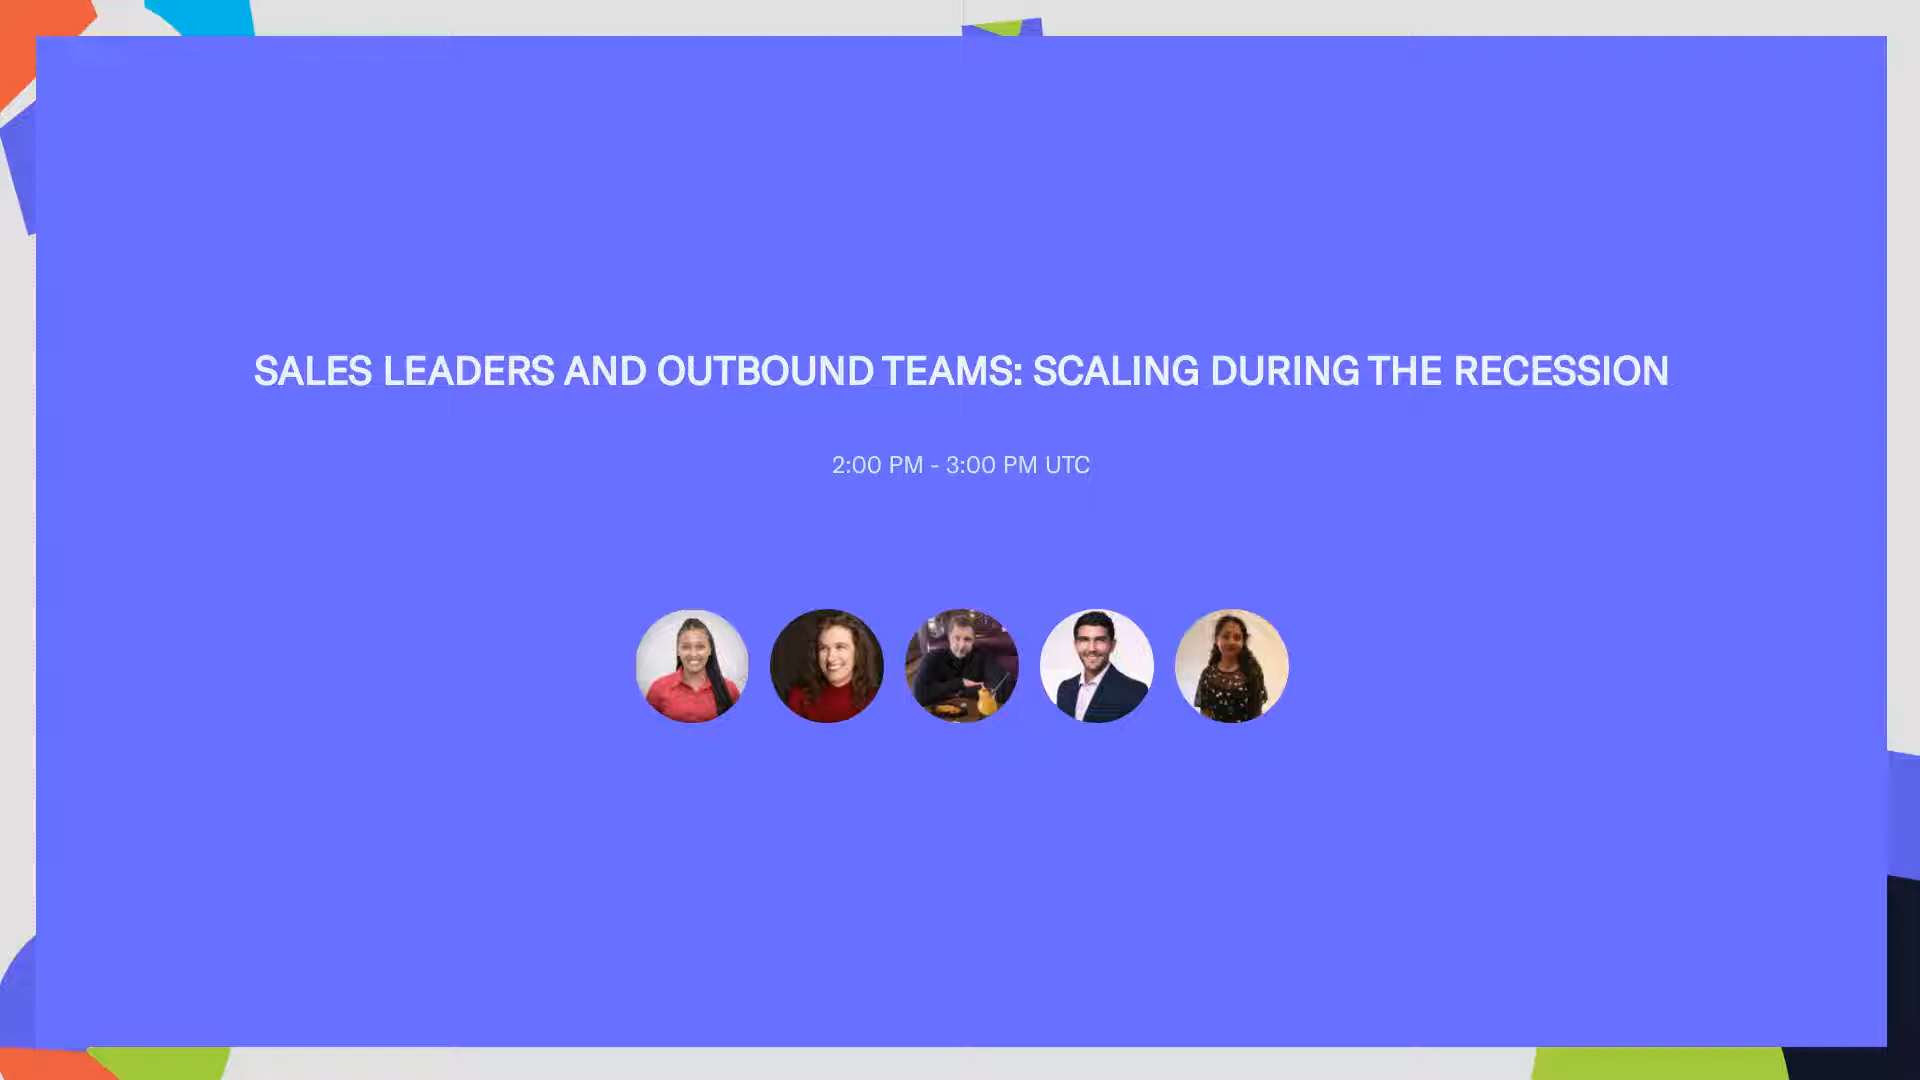 SALES LEADERS AND OUTBOUND TEAMS: SCALING DURING THE RECESSION
2:00 PM - 3:00 PM UTC